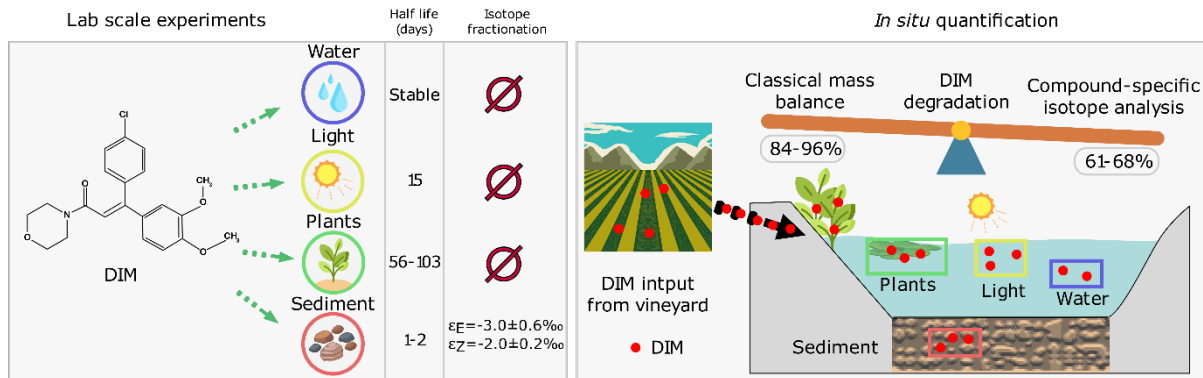 Lab scale experiments
Half life
(days)
Isotope
fractionation
Water
Stable
Light
15
Plants
56-103
Sediment
1-2
εE=-3.0±0.6‰
εZ=-2.0±0.2‰
Cl
O
N
O
O
CH₃
O
CH₃
DIM
In situ quantification
Classical mass
balance
84-96%
DIM
degradation
Compound-specific
isotope analysis
61-68%
DIM intput
from vineyard
DIM
Plants
Light
Water
Sediment